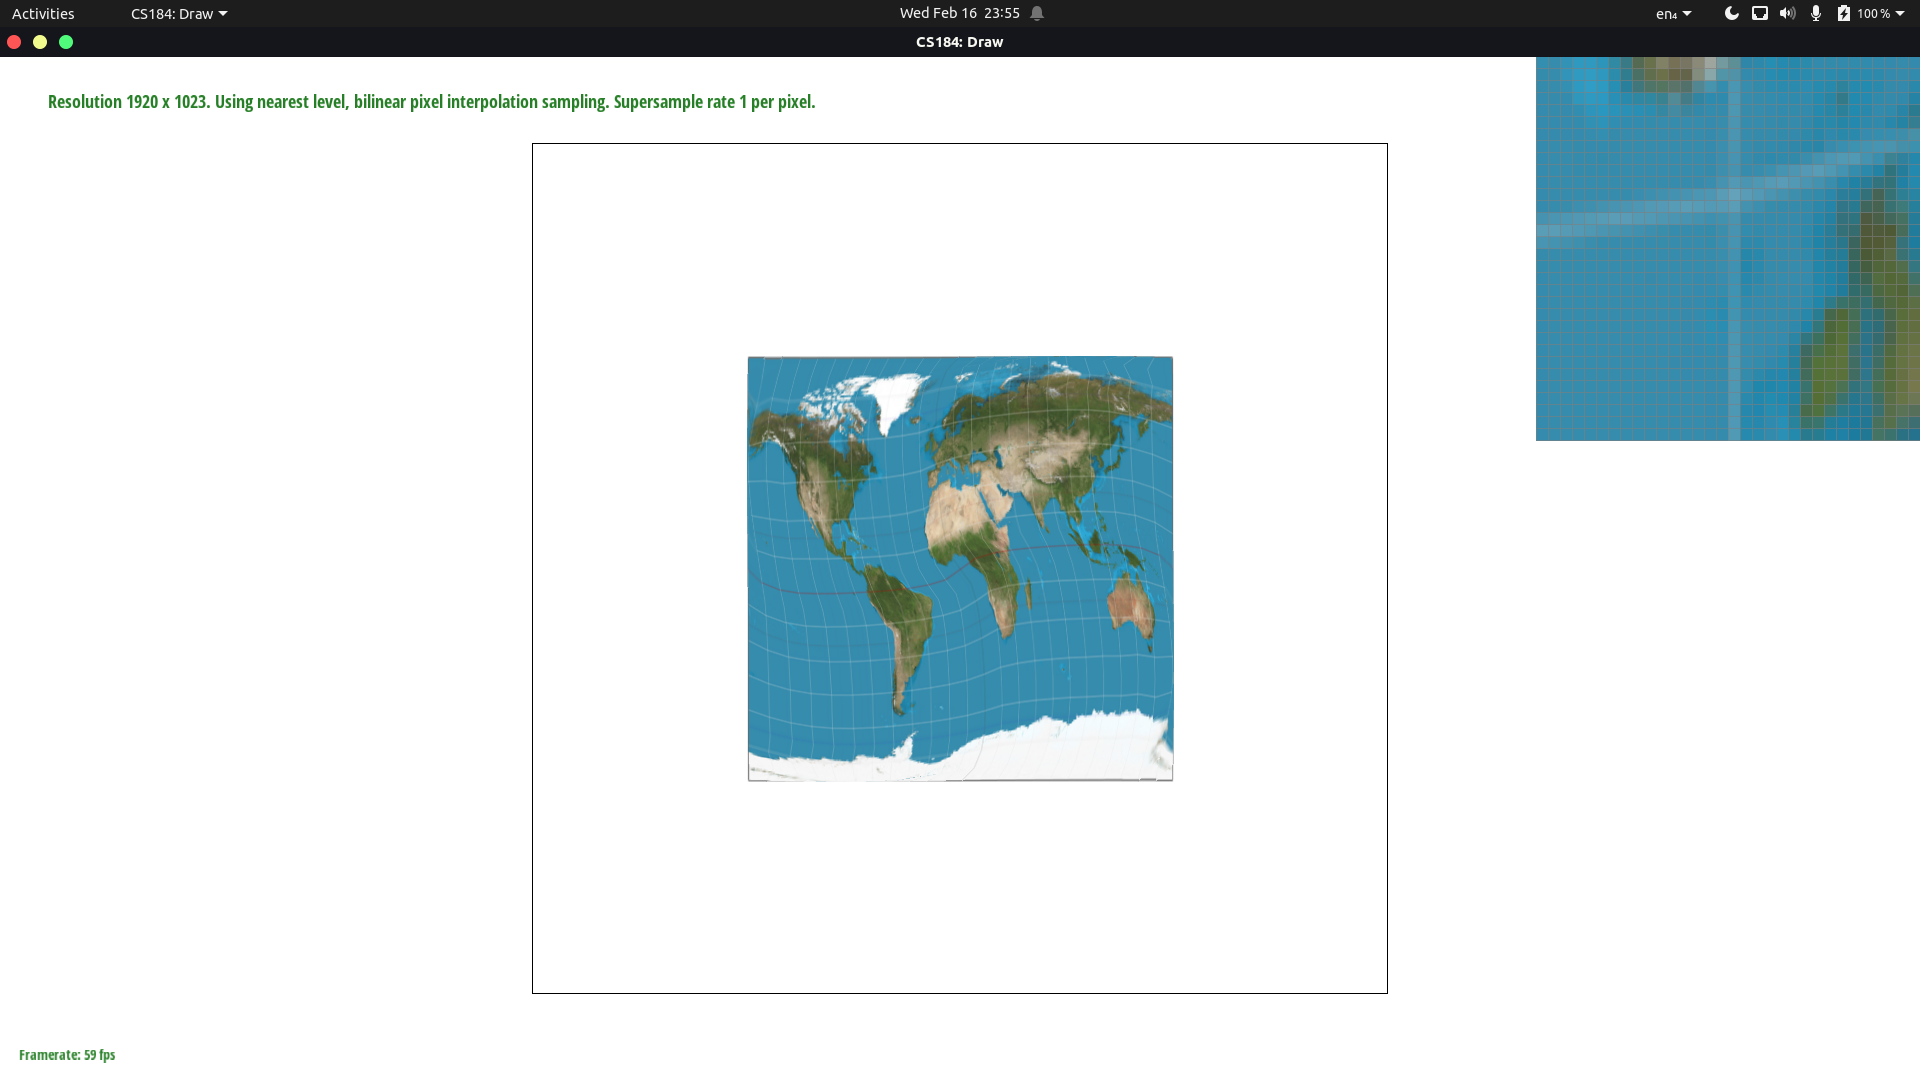 Activities CS184: Draw Wed Feb 16 23:55 en₄ 100 %
CS184: Draw
Resolution 1920 x 1023. Using nearest level, bilinear pixel interpolation sampling. Supersample rate 1 per pixel.
Framerate: 59 fps